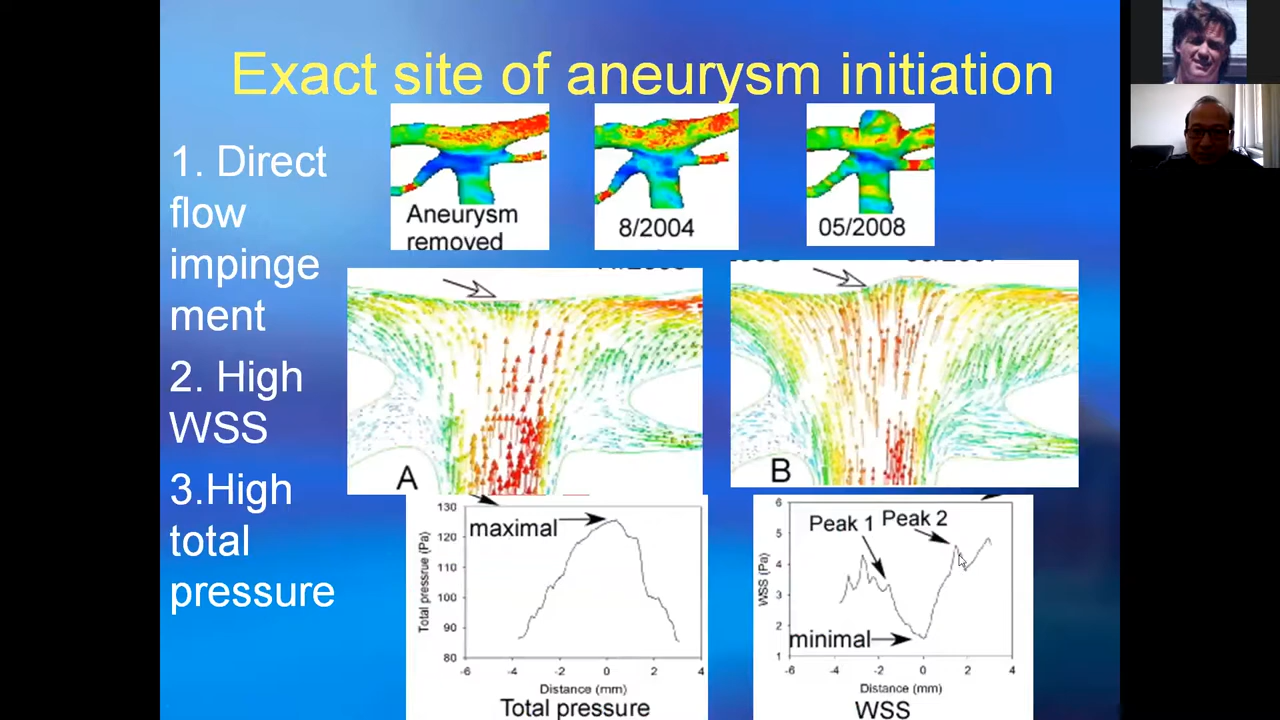 Exact site of aneurysm initiation
1. Direct
flow
impinge
ment
2. High
WSS
3.High
total
pressure
Aneurysm
removed
8/2004
05/2008
A
B
130
120
110
100
90
80
Total pressrue (Pa)
maximal
-6
-4
-2
0
2
4
Distance (mm)
Total pressure
6
5
4
3
2
1
WSS (Pa)
Peak 1
Peak 2
minimal
-6
-4
-2
0
2
4
Distance (mm)
WSS